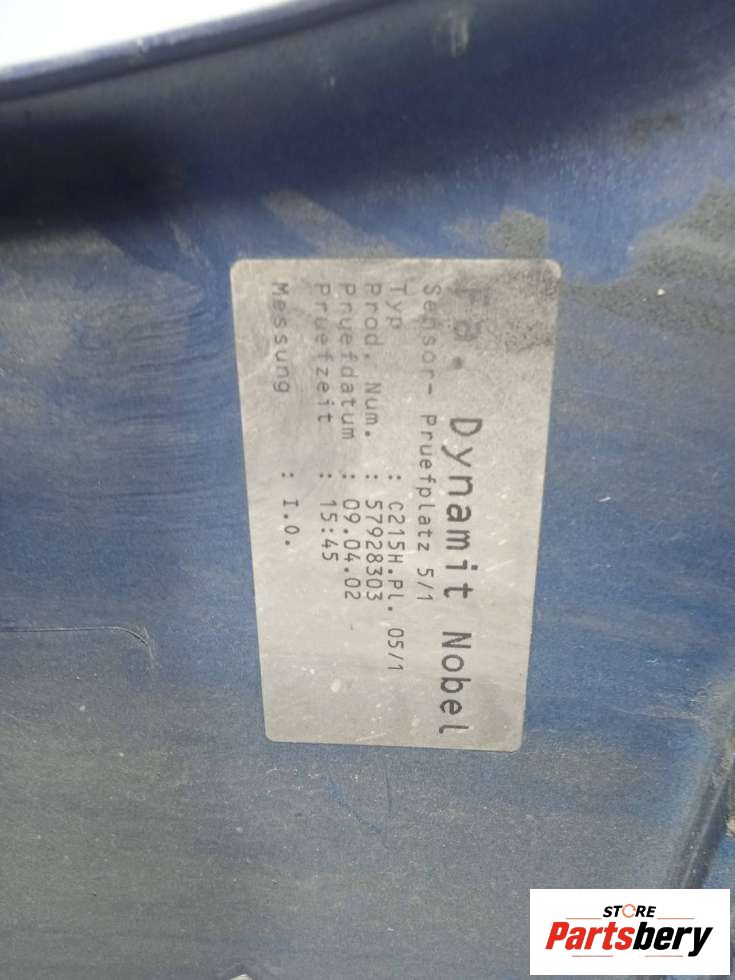 Fa. Dynamit Nobel
Sensor- Pruefplatz 5/1
Typ : C215H.Pl. 05/1
Prod. Num. : 57928303
Pruefdatum : 09.04.02
Pruefzeit : 15:45
Messung : I.O.
STORE
Partsbery